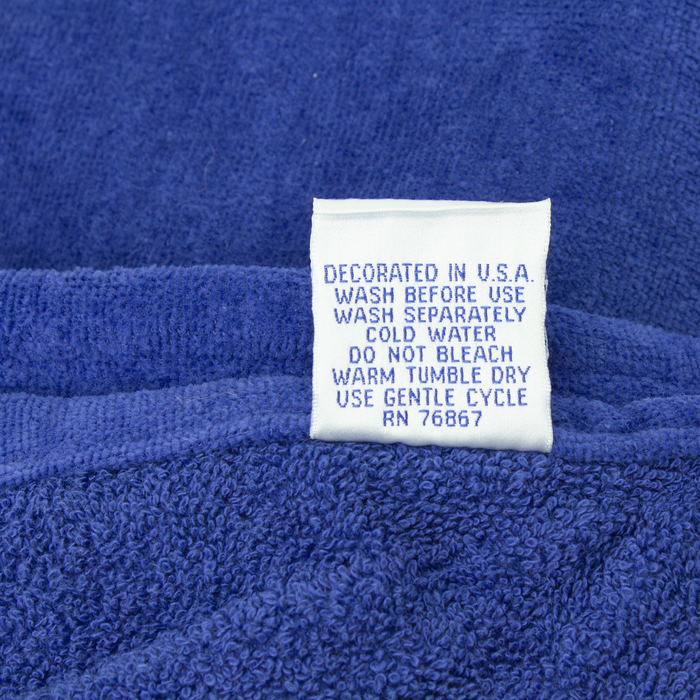 DECORATED IN U.S.A.
WASH BEFORE USE
WASH SEPARATELY
COLD WATER
DO NOT BLEACH
WARM TUMBLE DRY
USE GENTLE CYCLE
RN 76867